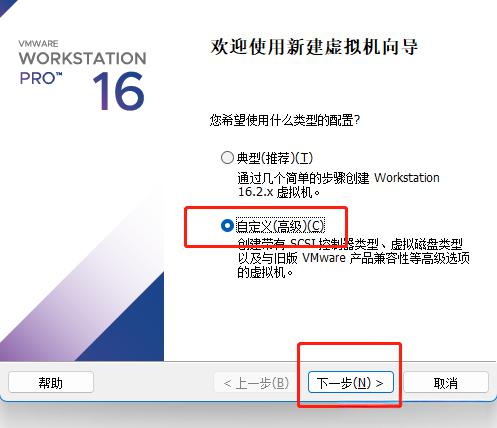 VMWARE
WORKSTATION
PRO™ 16
欢迎使用新建虚拟机向导
您希望使用什么类型的配置?
典型(推荐)(T)
通过几个简单的步骤创建 Workstation
16.2.x 虚拟机。
自定义(高级)(C)
创建带有 SCSI 控制器类型、虚拟磁盘类型
以及与旧版 VMware 产品兼容性等高级选项
的虚拟机。
帮助
< 上一步(B)
下一步(N) >
取消